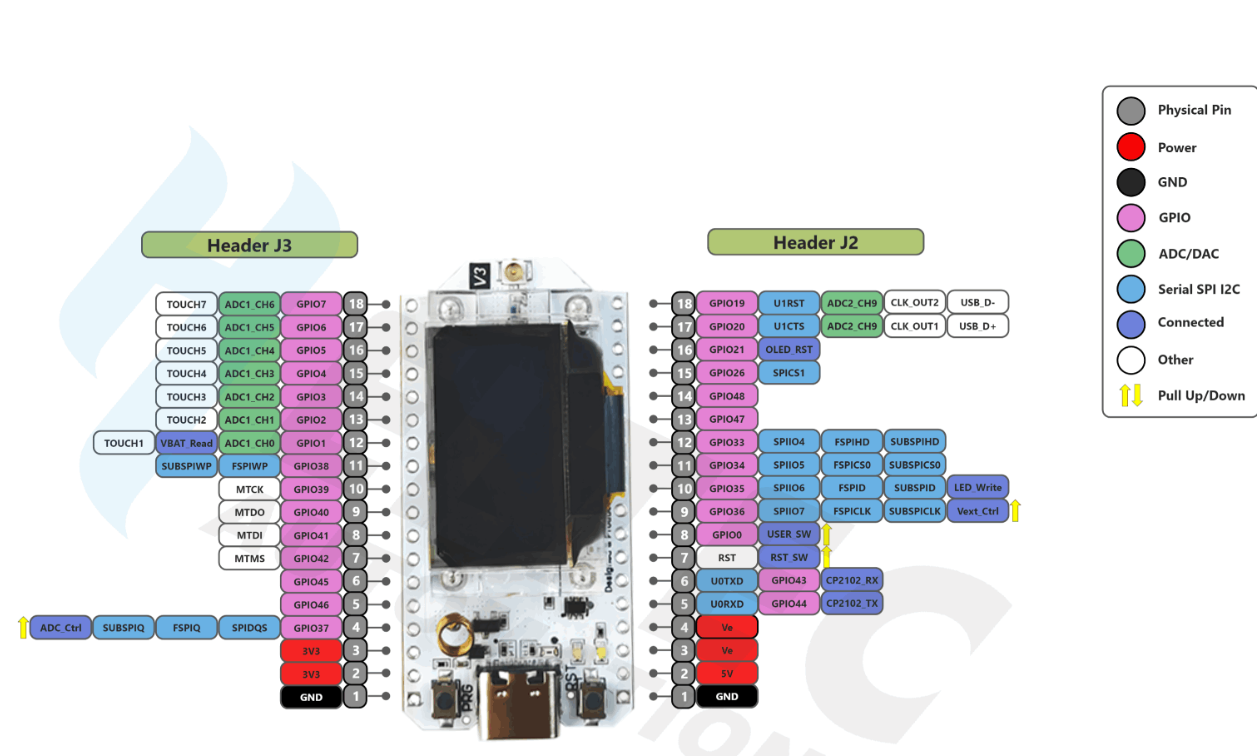 Header J3
TOUCH7 ADC1_CH6 GPIO7 18
TOUCH6 ADC1_CH5 GPIO6 17
TOUCH5 ADC1_CH4 GPIO5 16
TOUCH4 ADC1_CH3 GPIO4 15
TOUCH3 ADC1_CH2 GPIO3 14
TOUCH2 ADC1_CH1 GPIO2 13
TOUCH1 VBAT_Read ADC1_CH0 GPIO1 12
SUBSPIWP FSPIWP GPIO38 11
MTCK GPIO39 10
MTDO GPIO40 9
MTDI GPIO41 8
MTMS GPIO42 7
GPIO45 6
GPIO46 5
ADC_Ctrl SUBSPIQ FSPIQ SPIDQS GPIO37 4
3V3 3
3V3 2
GND 1
V3
PRG
RST
Header J2
18 GPIO19 U1RST ADC2_CH9 CLK_OUT2 USB_D-
17 GPIO20 U1CTS ADC2_CH9 CLK_OUT1 USB_D+
16 GPIO21 OLED_RST
15 GPIO26 SPICS1
14 GPIO48
13 GPIO47
12 GPIO33 SPIIO4 FSPIHD SUBSPIHD
11 GPIO34 SPIIO5 FSPICS0 SUBSPICS0
10 GPIO35 SPIIO6 FSPID SUBSPID LED_Write
9 GPIO36 SPIIO7 FSPICLK SUBSPICLK Vext_Ctrl
8 GPIO0 USER_SW
7 RST RST_SW
6 U0TXD GPIO43 CP2102_RX
5 U0RXD GPIO44 CP2102_TX
4 Ve
3 Ve
2 5V
1 GND
Physical Pin
Power
GND
GPIO
ADC/DAC
Serial SPI I2C
Connected
Other
Pull Up/Down